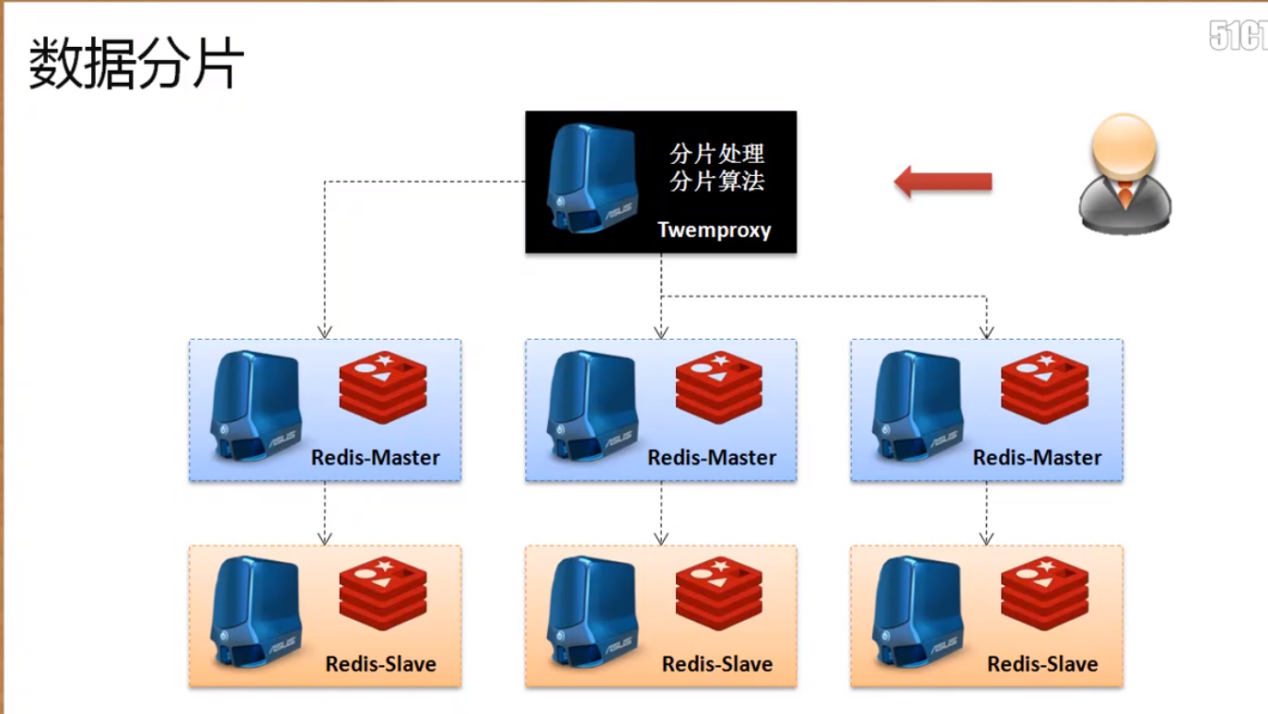 数据分片
51CT
分片处理
分片算法
Twemproxy
Redis-Master
Redis-Master
Redis-Master
Redis-Slave
Redis-Slave
Redis-Slave